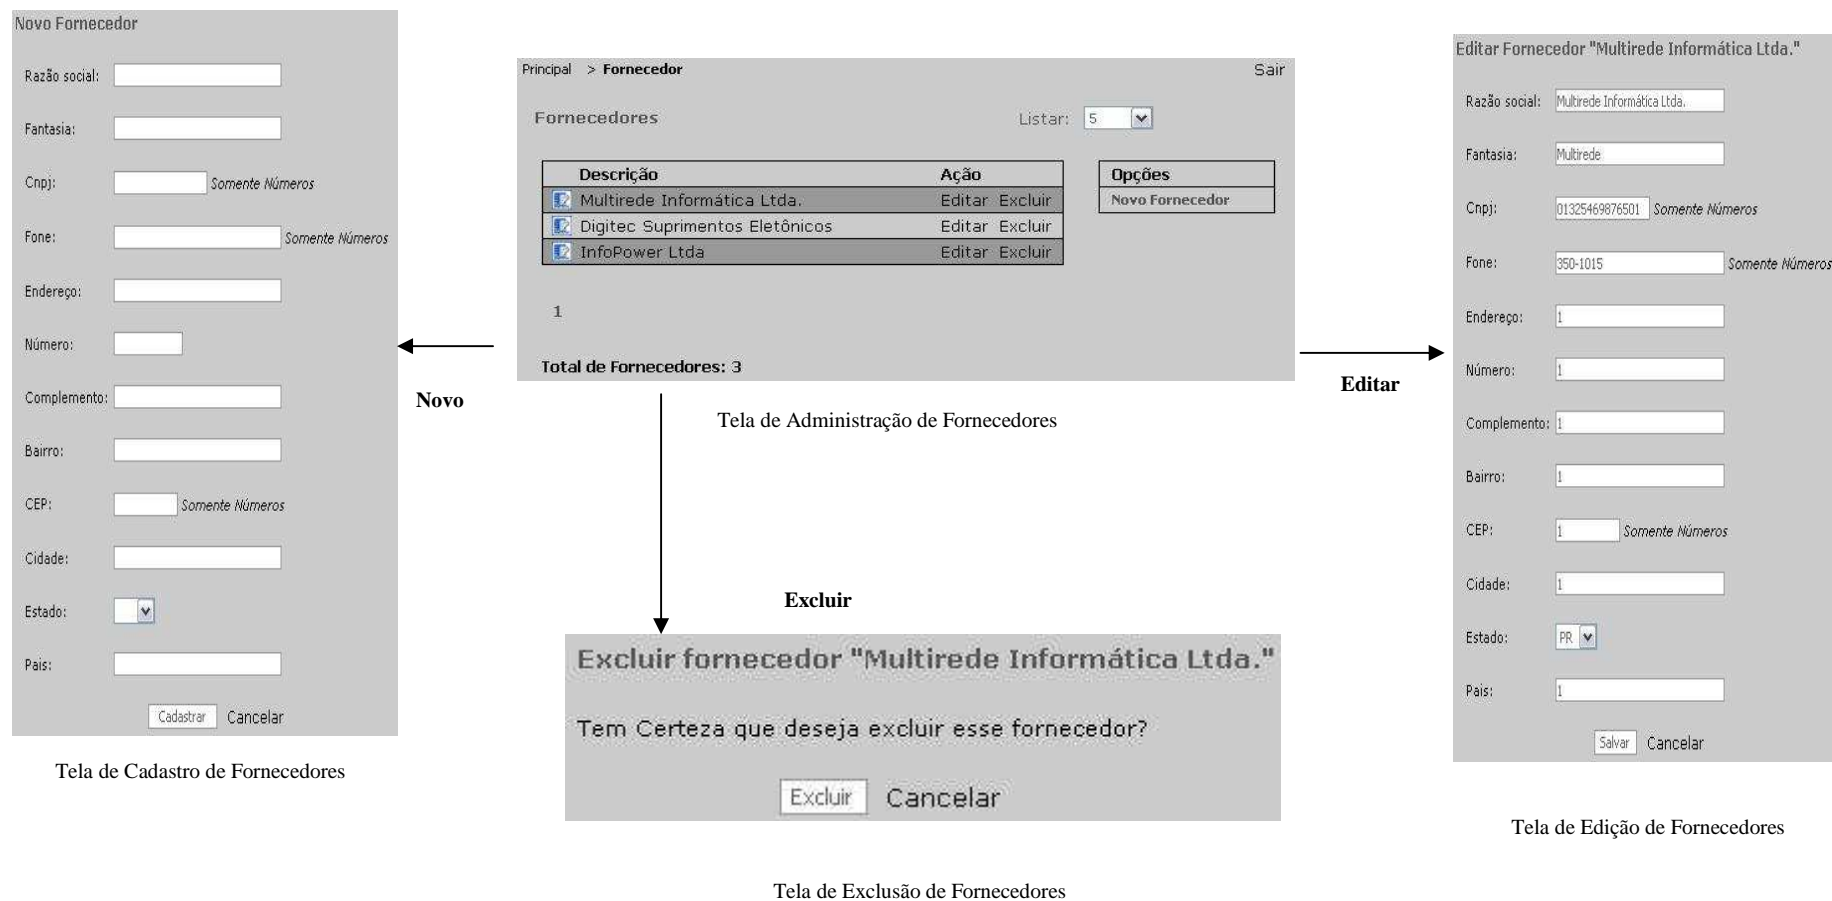 Novo Fornecedor
Razão social:
Fantasia:
Cnpj: Somente Números
Fone: Somente Números
Endereço:
Número:
Complemento:
Bairro:
CEP: Somente Números
Cidade:
Estado:
Pais:
Cadastrar Cancelar
Tela de Cadastro de Fornecedores
Novo
Principal > Fornecedor Sair
Fornecedores Listar: 5
Descrição Ação
Multirede Informática Ltda. Editar Excluir
Digitec Suprimentos Eletônicos Editar Excluir
InfoPower Ltda Editar Excluir
Opções
Novo Fornecedor
1
Total de Fornecedores: 3
Tela de Administração de Fornecedores
Excluir
Excluir fornecedor "Multirede Informática Ltda."
Tem Certeza que deseja excluir esse fornecedor?
Excluir Cancelar
Tela de Exclusão de Fornecedores
Editar
Editar Fornecedor "Multirede Informática Ltda."
Razão social: Multirede Informática Ltda.
Fantasia: Multirede
Cnpj: 01325469876501 Somente Números
Fone: 350-1015 Somente Números
Endereço: 1
Número: 1
Complemento: 1
Bairro: 1
CEP: 1 Somente Números
Cidade: 1
Estado: PR
Pais: 1
Salvar Cancelar
Tela de Edição de Fornecedores